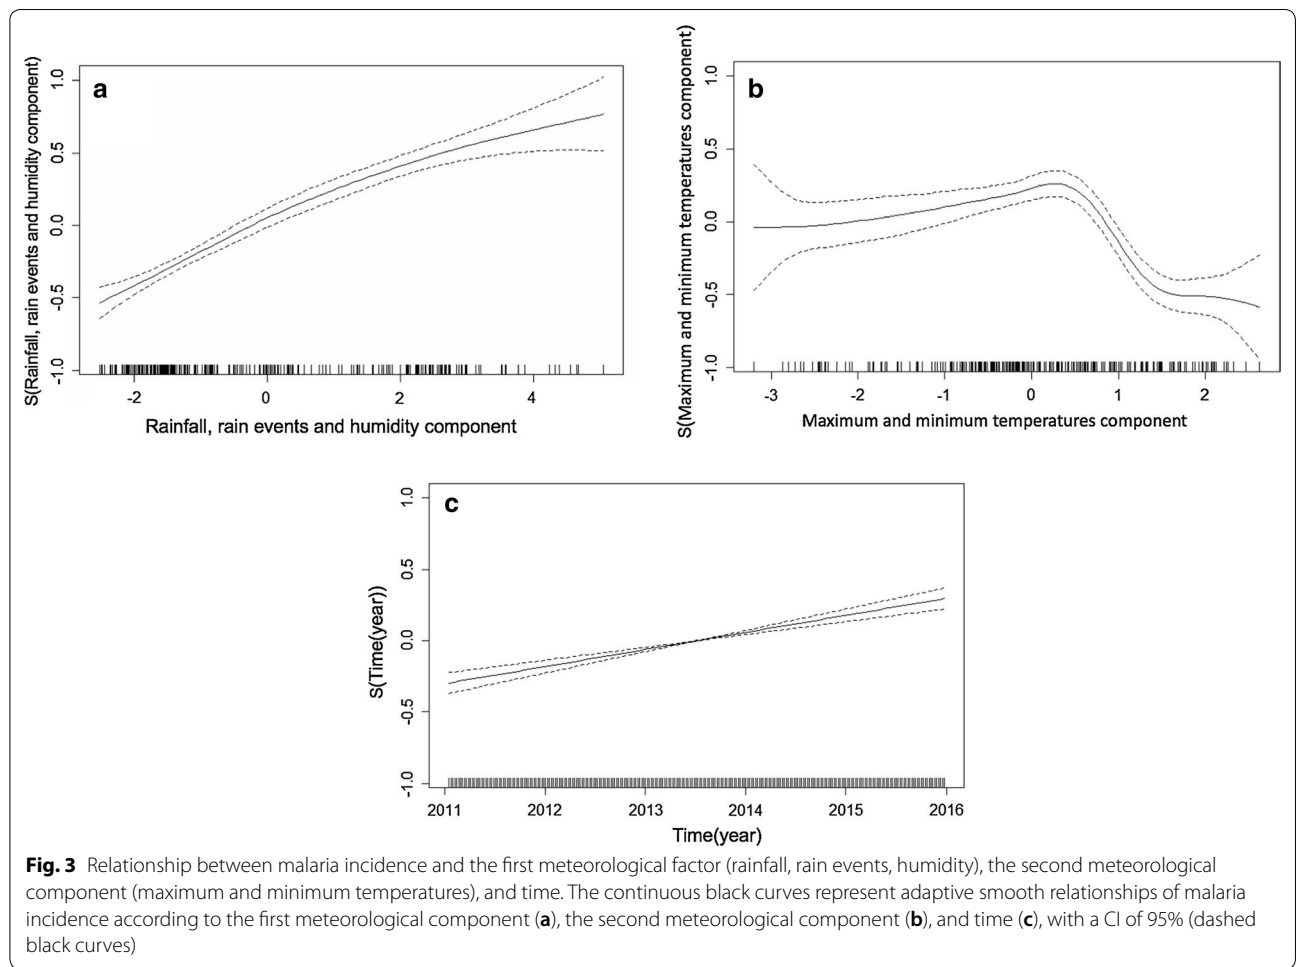 a
S(Rainfall, rain events and humidity component)
1.0
0.5
0.0
-0.5
-1.0
-2 0 2 4
Rainfall, rain events and humidity component
b
S(Maximum and minimum temperatures component)
1.0
0.5
0.0
-0.5
-1.0
-3 -2 -1 0 1 2
Maximum and minimum temperatures component
c
S(Time(year))
1.0
0.5
0.0
-0.5
-1.0
2011 2012 2013 2014 2015 2016
Time(year)
Fig. 3 Relationship between malaria incidence and the first meteorological factor (rainfall, rain events, humidity), the second meteorological
component (maximum and minimum temperatures), and time. The continuous black curves represent adaptive smooth relationships of malaria
incidence according to the first meteorological component (a), the second meteorological component (b), and time (c), with a CI of 95% (dashed
black curves)